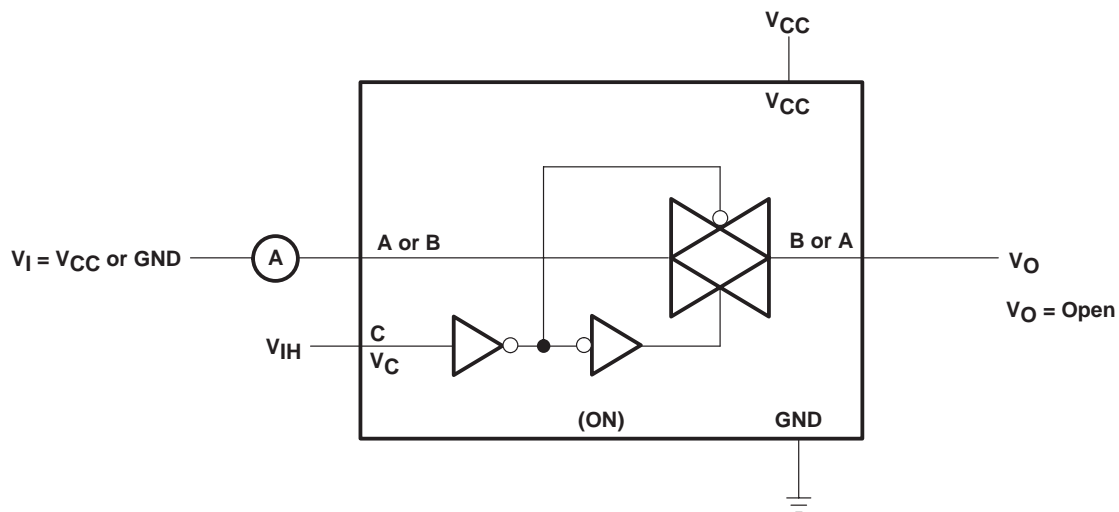 VCC
VCC
A or B
B or A
VI = VCC or GND
A
VO
VO = Open
C
VIH
VC
(ON)
GND